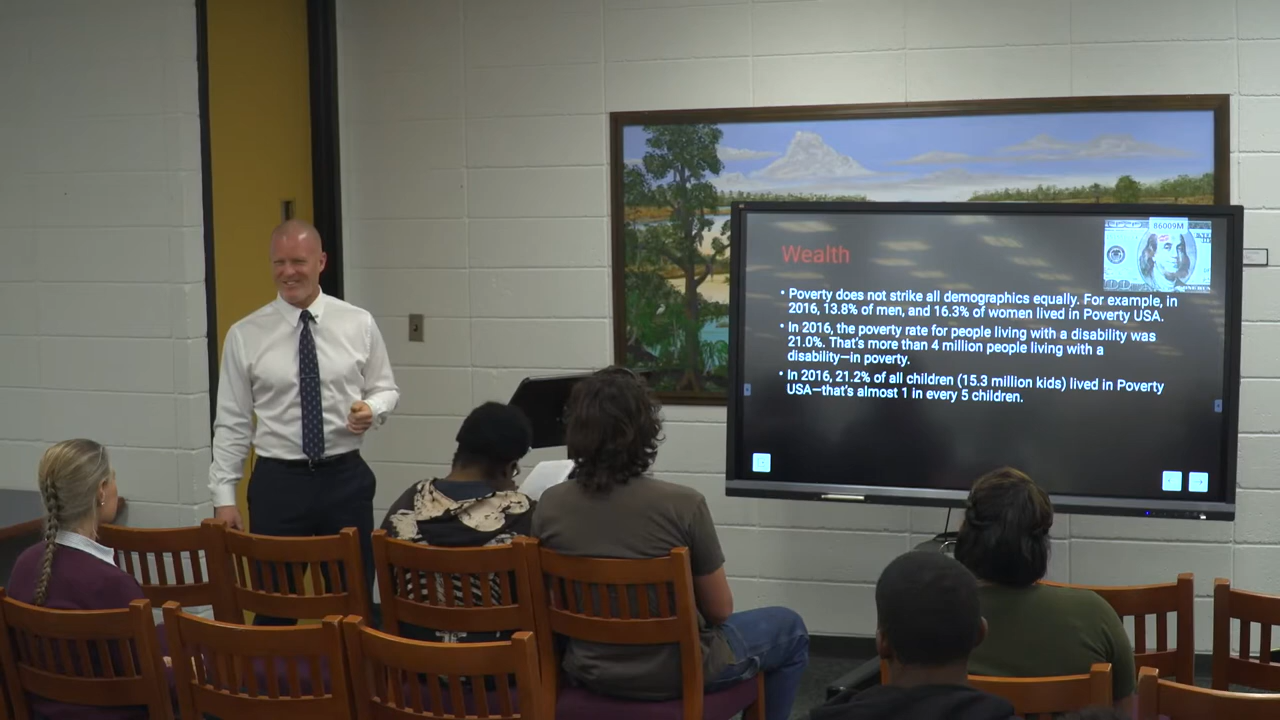 86009M
Wealth
• Poverty does not strike all demographics equally. For example, in
2016, 13.8% of men, and 16.3% of women lived in Poverty USA.
• In 2016, the poverty rate for people living with a disability was
21.0%. That's more than 4 million people living with a
disability—in poverty.
• In 2016, 21.2% of all children (15.3 million kids) lived in Poverty
USA—that's almost 1 in every 5 children.